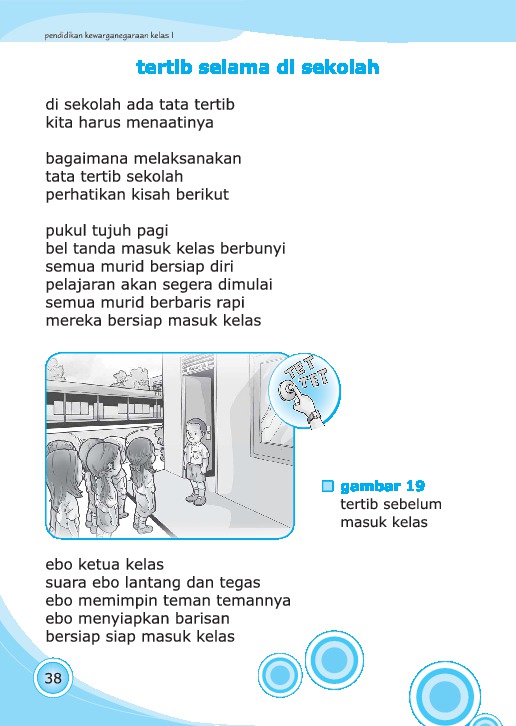 pendidikan kewarganegaraan kelas I
tertib selama di sekolah
di sekolah ada tata tertib
kita harus menaatinya
bagaimana melaksanakan
tata tertib sekolah
perhatikan kisah berikut
pukul tujuh pagi
bel tanda masuk kelas berbunyi
semua murid bersiap diri
pelajaran akan segera dimulai
semua murid berbaris rapi
mereka bersiap masuk kelas
TET
TET
gambar 19
tertib sebelum
masuk kelas
ebo ketua kelas
suara ebo lantang dan tegas
ebo memimpin teman temannya
ebo menyiapkan barisan
bersiap siap masuk kelas
38